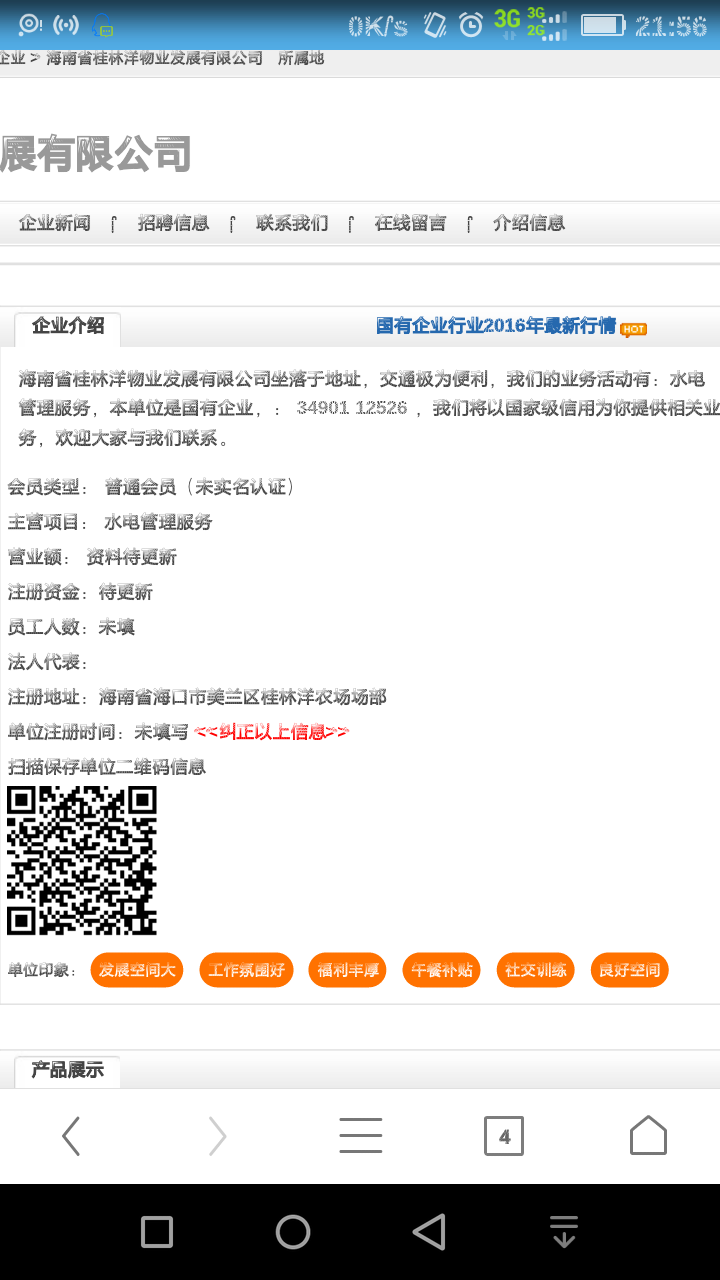 0K/s 3G 3G 2G 21:56
企业 > 海南省桂林洋物业发展有限公司 所属地
展有限公司
企业新闻 | 招聘信息 | 联系我们 | 在线留言 | 介绍信息
企业介绍 国有企业行业2016年最新行情 HOT
海南省桂林洋物业发展有限公司坐落于地址，交通极为便利，我们的业务活动有：水电
管理服务，本单位是国有企业，： 34901 12526 ，我们将以国家级信用为你提供相关业
务，欢迎大家与我们联系。
会员类型： 普通会员（未实名认证）
主营项目： 水电管理服务
营业额： 资料待更新
注册资金：待更新
员工人数：未填
法人代表：
注册地址：海南省海口市美兰区桂林洋农场场部
单位注册时间：未填写 <<纠正以上信息>>
扫描保存单位二维码信息
单位印象： 发展空间大 工作氛围好 福利丰厚 午餐补贴 社交训练 良好空间
产品展示
4